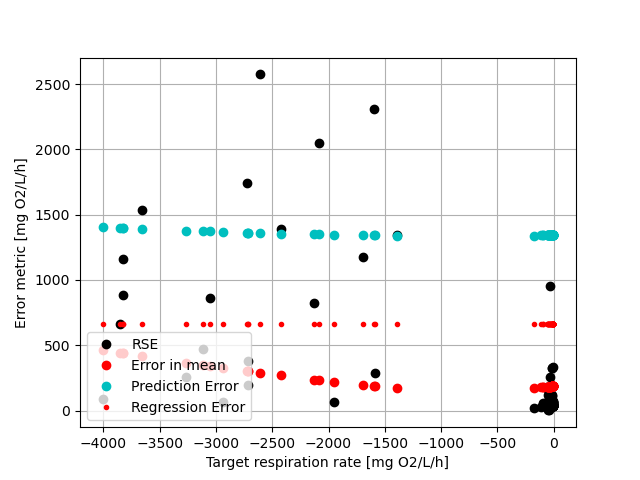 2500
2000
1500
1000
500
0
Error metric [mg O2/L/h]
RSE
Error in mean
Prediction Error
Regression Error
−4000 −3500 −3000 −2500 −2000 −1500 −1000 −500 0
Target respiration rate [mg O2/L/h]